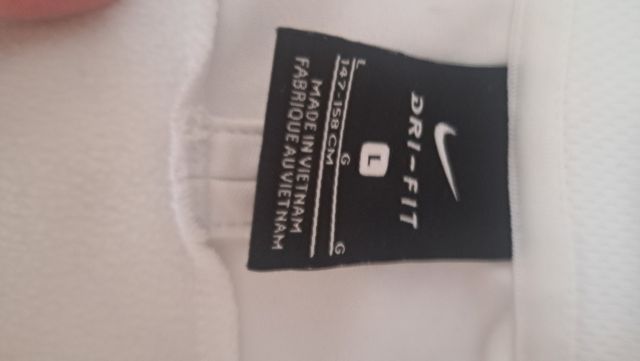 DRI-FIT
L
L G G
147-158 CM
MADE IN VIETNAM
FABRIQUE AU VIETNAM